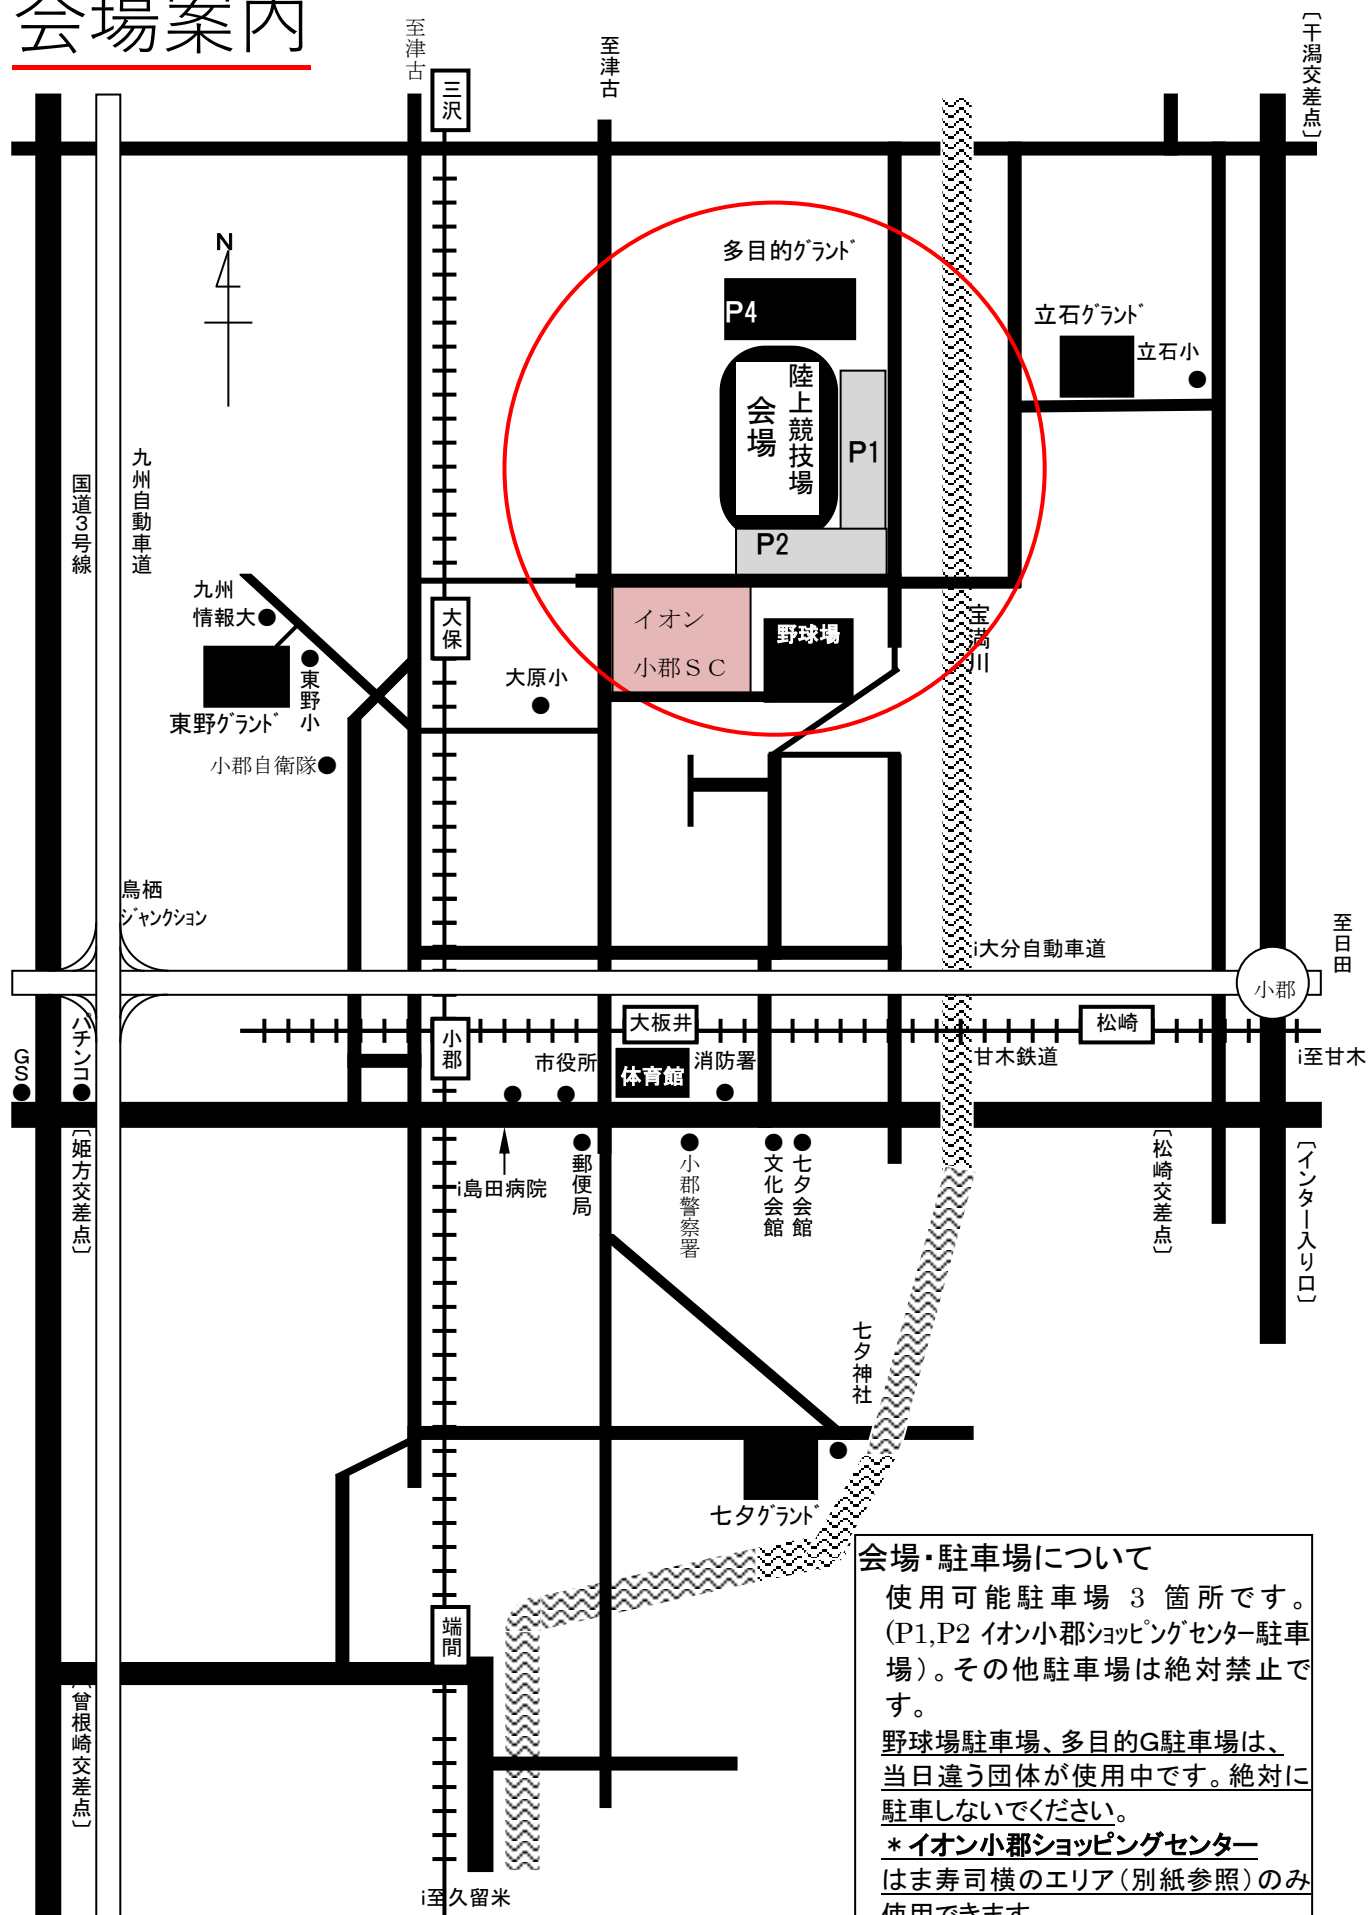 会場案内
至津古
至津古
〔干潟交差点〕
三沢
N
多目的グランド
P4
立石グランド
立石小
陸上競技場
会場
P1
P2
九州自動車道
国道3号線
九州
情報大
東野小
東野グランド
小郡自衛隊
大保
大原小
イオン
小郡SC
野球場
宝満川
鳥栖
ジャンクション
i大分自動車道
至日田
小郡
パチンコ
GS
小郡
大板井
松崎
市役所
体育館
消防署
甘木鉄道
i至甘木
〔姫方交差点〕
i島田病院
郵便局
小郡警察署
文化会館
七夕会館
〔松崎交差点〕
〔インター入り口〕
七夕神社
七夕グランド
端間
〔曽根崎交差点〕
i至久留米
会場・駐車場について
使用可能駐車場 3 箇所です。
(P1,P2 イオン小郡ショッピングセンター駐車
場)。その他駐車場は絶対禁止で
す。
野球場駐車場、多目的G駐車場は、
当日違う団体が使用中です。絶対に
駐車しないでください。
*イオン小郡ショッピングセンター
はま寿司横のエリア(別紙参照)のみ
使用できます